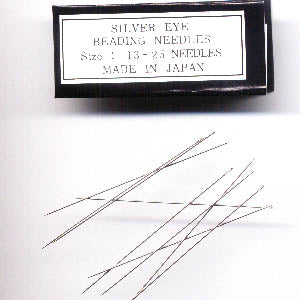 SILVER EYE
BEADING NEEDLES
Size : 13 - 25 NEEDLES
MADE IN JAPAN